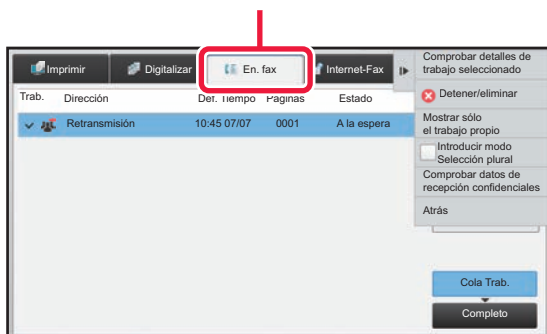 Imprimir
Digitalizar
En. fax
Internet-Fax
Trab. Dirección Def. Tiempo Paginas Estado
Retransmisión 10:45 07/07 0001 A la espera
Comprobar detalles de
trabajo seleccionado
Detener/eliminar
Mostrar sólo
el trabajo propio
Introducir modo
Selección plural
Comprobar datos de
recepción confidenciales
Atrás
Cola Trab.
Completo